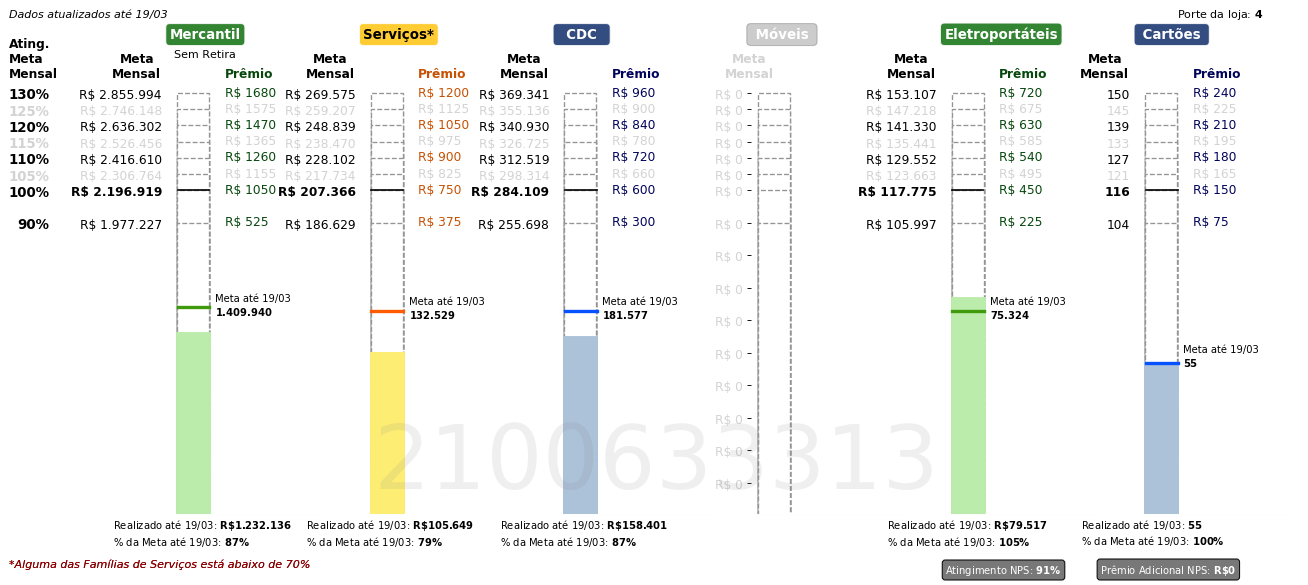 Dados atualizados até 19/03 Porte da loja: 4
Mercantil Serviços* CDC Móveis Eletroportáteis Cartões
Sem Retira
Ating. Meta Mensal Meta Mensal Prêmio Meta Mensal Prêmio Meta Mensal Prêmio Meta Mensal Meta Mensal Prêmio Meta Mensal Prêmio
130% R$ 2.855.994 R$ 1680 R$ 269.575 R$ 1200 R$ 369.341 R$ 960 R$ 0 R$ 153.107 R$ 720 150 R$ 240
125% R$ 2.746.148 R$ 1575 R$ 259.207 R$ 1125 R$ 355.136 R$ 900 R$ 0 R$ 147.218 R$ 675 145 R$ 225
120% R$ 2.636.302 R$ 1470 R$ 248.839 R$ 1050 R$ 340.930 R$ 840 R$ 0 R$ 141.330 R$ 630 139 R$ 210
115% R$ 2.526.456 R$ 1365 R$ 238.470 R$ 975 R$ 326.725 R$ 780 R$ 0 R$ 135.441 R$ 585 133 R$ 195
110% R$ 2.416.610 R$ 1260 R$ 228.102 R$ 900 R$ 312.519 R$ 720 R$ 0 R$ 129.552 R$ 540 127 R$ 180
105% R$ 2.306.764 R$ 1155 R$ 217.734 R$ 825 R$ 298.314 R$ 660 R$ 0 R$ 123.663 R$ 495 121 R$ 165
100% R$ 2.196.919 R$ 1050 R$ 207.366 R$ 750 R$ 284.109 R$ 600 R$ 0 R$ 117.775 R$ 450 116 R$ 150
90% R$ 1.977.227 R$ 525 R$ 186.629 R$ 375 R$ 255.698 R$ 300 R$ 0 R$ 105.997 R$ 225 104 R$ 75
R$ 0
R$ 0
Meta até 19/03 Meta até 19/03 Meta até 19/03 Meta até 19/03
1.409.940 132.529 181.577 75.324
R$ 0
R$ 0
Meta até 19/03
55
R$ 0
R$ 0
R$ 0
R$ 0
2100633313
Realizado até 19/03: R$1.232.136 Realizado até 19/03: R$105.649 Realizado até 19/03: R$158.401 Realizado até 19/03: R$79.517 Realizado até 19/03: 55
% da Meta até 19/03: 87% % da Meta até 19/03: 79% % da Meta até 19/03: 87% % da Meta até 19/03: 105% % da Meta até 19/03: 100%
*Alguma das Famílias de Serviços está abaixo de 70% Atingimento NPS: 91% Prêmio Adicional NPS: R$0